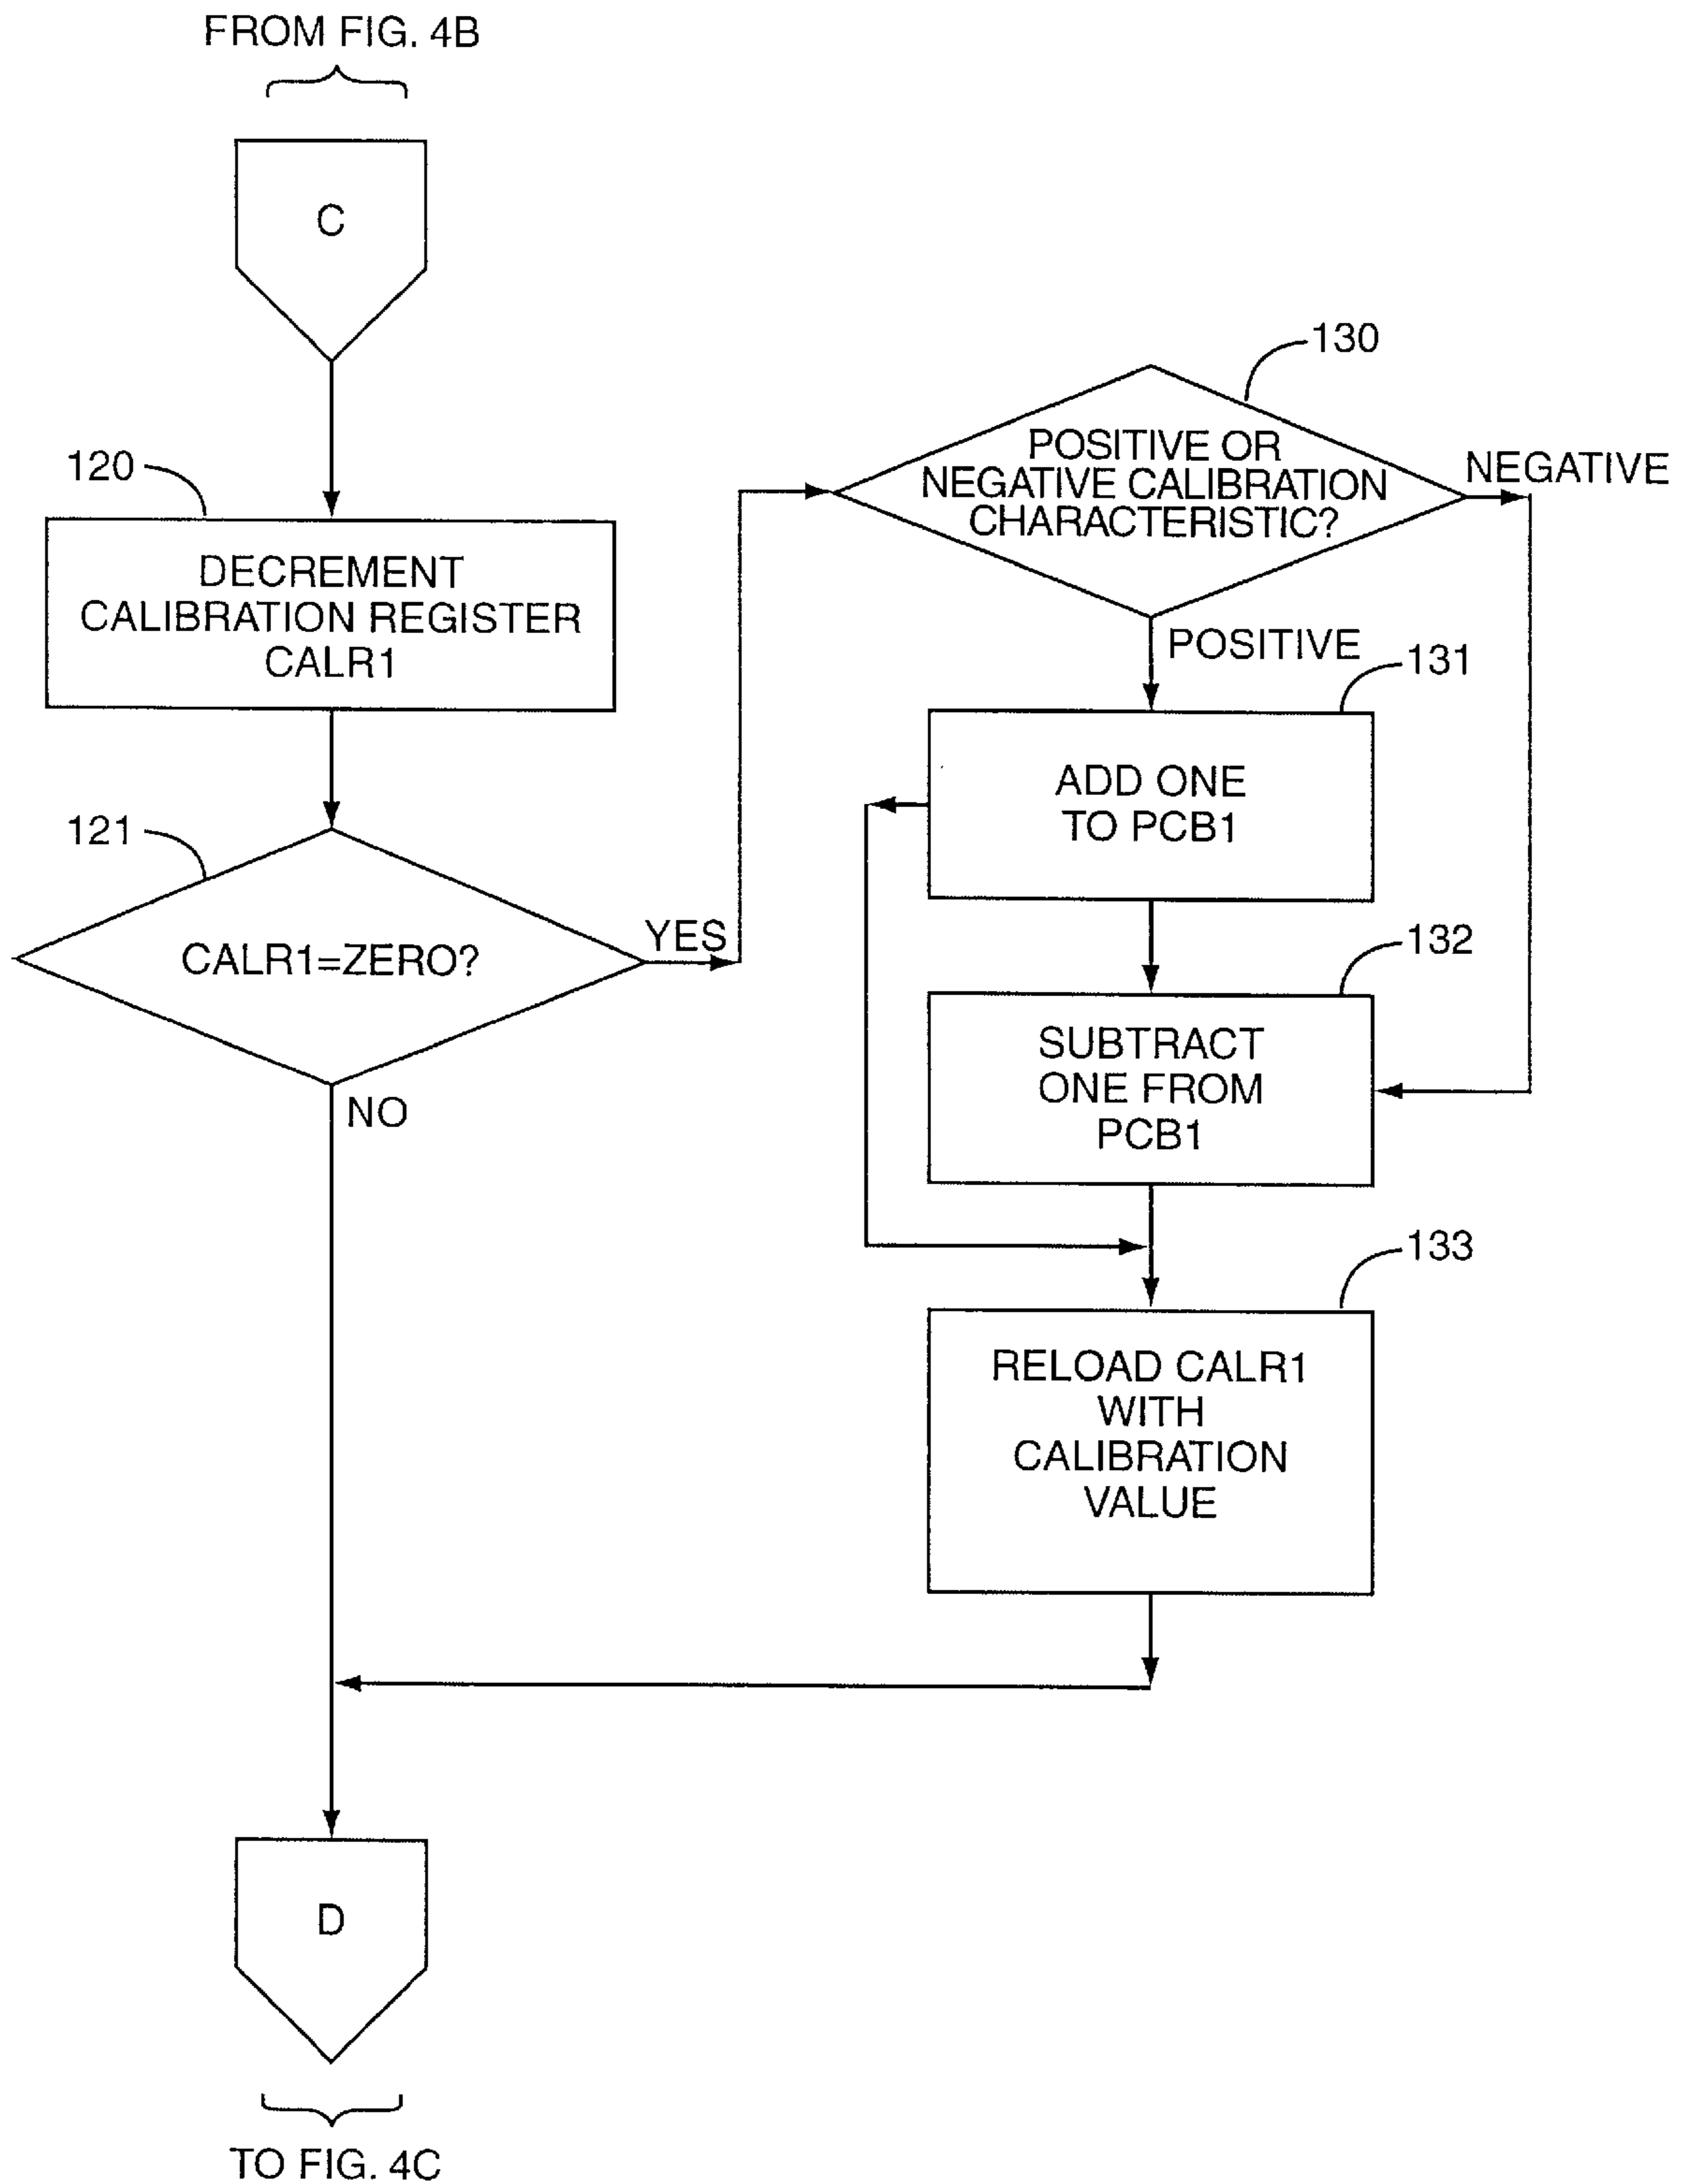 FROM FIG. 4B
C
120
DECREMENT
CALIBRATION REGISTER
CALR1
121
CALR1=ZERO?
YES
NO
130
POSITIVE OR
NEGATIVE CALIBRATION
CHARACTERISTIC?
NEGATIVE
POSITIVE
131
ADD ONE
TO PCB1
132
SUBTRACT
ONE FROM
PCB1
133
RELOAD CALR1
WITH
CALIBRATION
VALUE
D
TO FIG. 4C